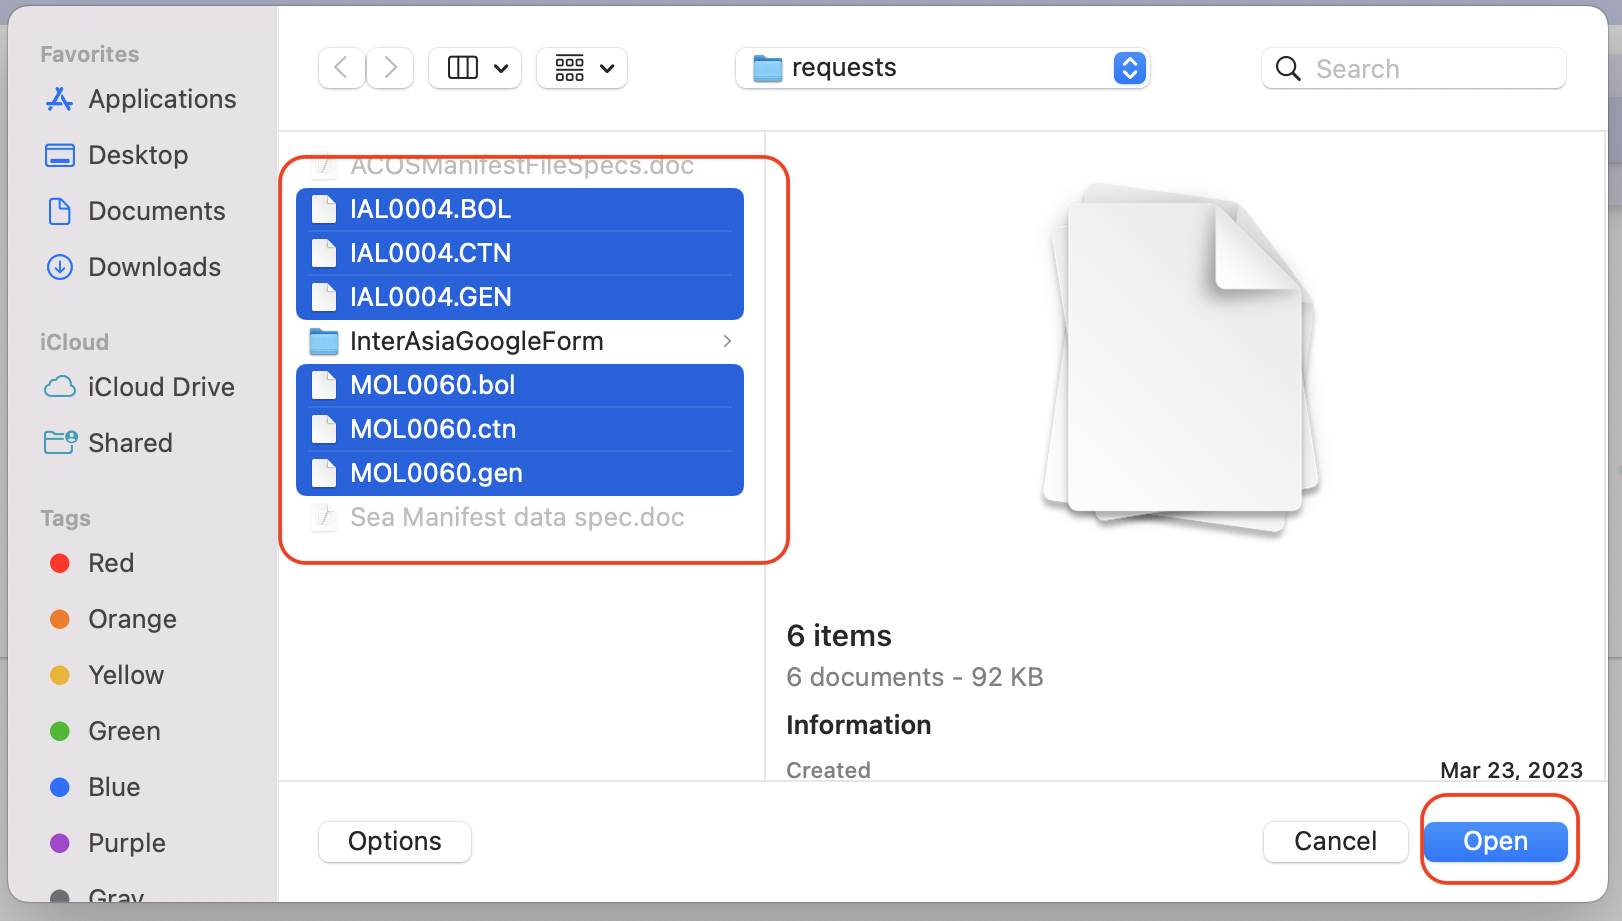 Favorites
Applications
Desktop
Documents
Downloads
iCloud
iCloud Drive
Shared
Tags
Red
Orange
Yellow
Green
Blue
Purple
Gray
requests
Search
ACOSManifestFileSpecs.doc
IAL0004.BOL
IAL0004.CTN
IAL0004.GEN
InterAsiaGoogleForm
MOL0060.bol
MOL0060.ctn
MOL0060.gen
Sea Manifest data spec.doc
6 items
6 documents - 92 KB
Information
Created Mar 23, 2023
Options
Cancel
Open